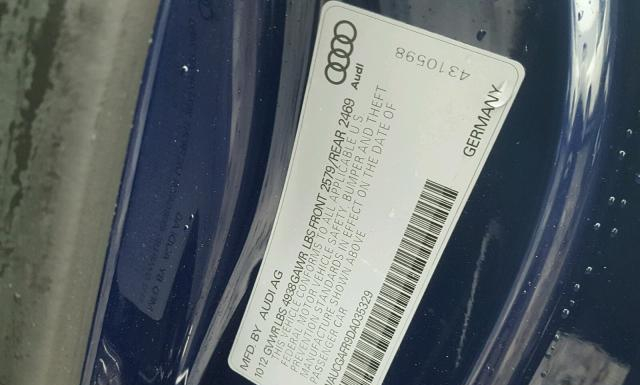 Audi
4310598
MFD. BY AUDI AG GERMANY
10 12 GVWR LBS 4938 GAWR LBS FRONT 2579/REAR 2469
THIS VEHICLE CONFORMS TO ALL APPLICABLE U S
FEDERAL MOTOR VEHICLE SAFETY, BUMPER AND THEFT
PREVENTION STANDARDS IN EFFECT ON THE DATE OF
MANUFACTURE SHOWN ABOVE
WAUCGAFR9DA035329
PASSENGER CAR